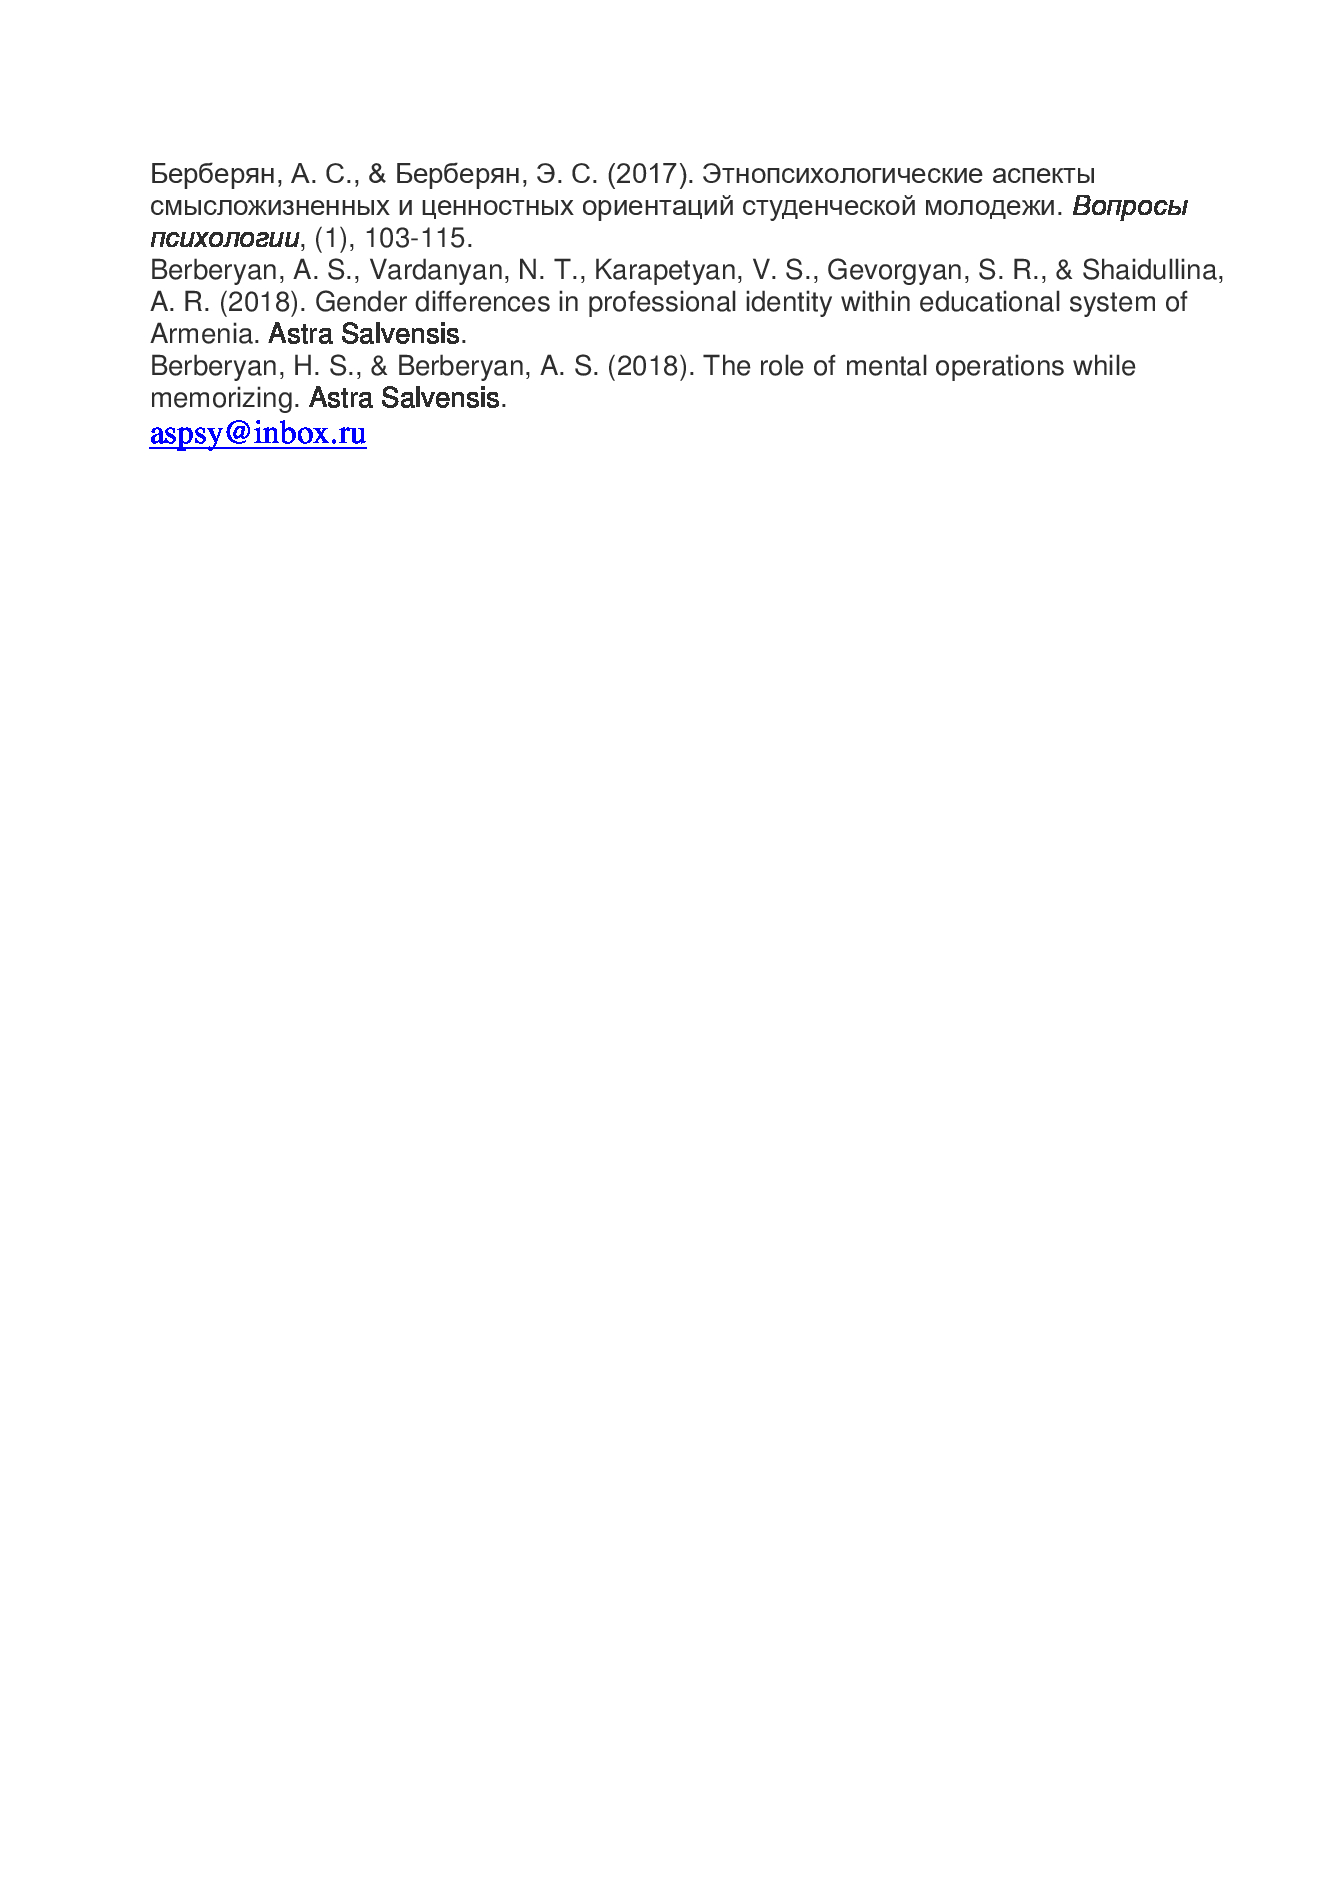 Берберян, А. С., & Берберян, Э. С. (2017). Этнопсихологические аспекты
смысложизненных и ценностных ориентаций студенческой молодежи. Вопросы
психологии, (1), 103-115.
Berberyan, A. S., Vardanyan, N. T., Karapetyan, V. S., Gevorgyan, S. R., & Shaidullina,
A. R. (2018). Gender differences in professional identity within educational system of
Armenia. Astra Salvensis.
Berberyan, H. S., & Berberyan, A. S. (2018). The role of mental operations while
memorizing. Astra Salvensis.
aspsy@inbox.ru